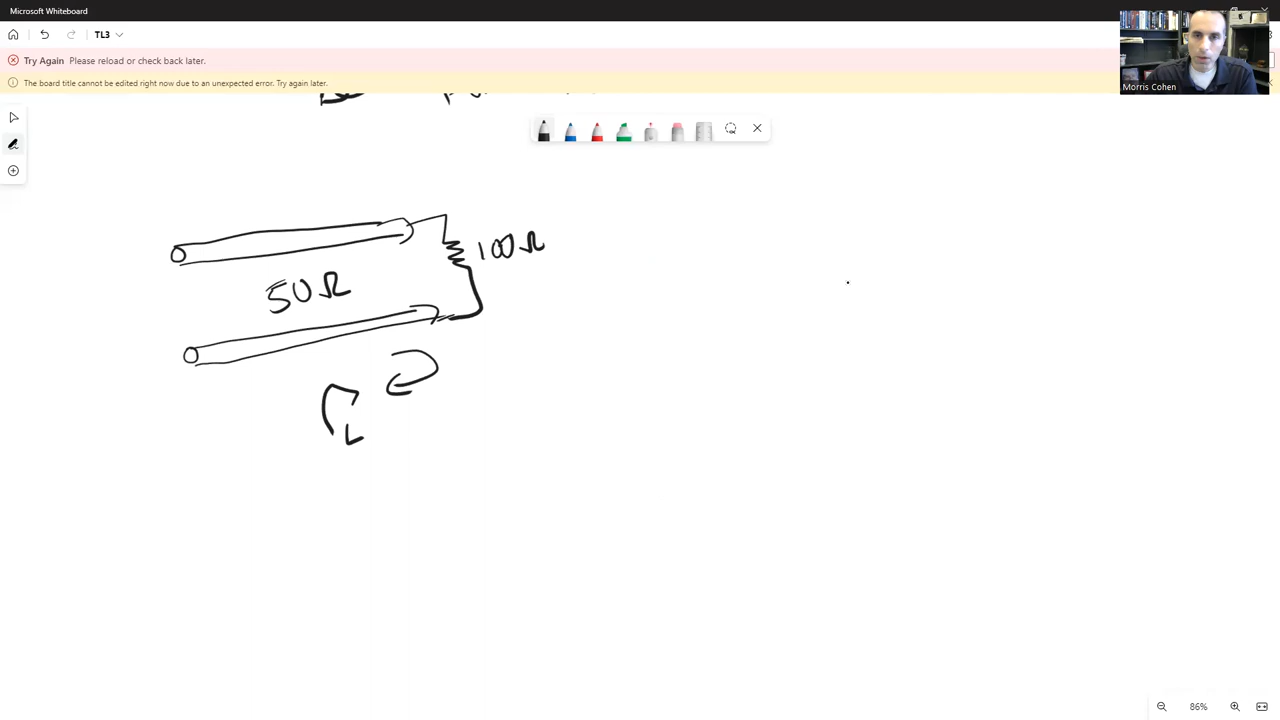 Microsoft Whiteboard
TL3
Try Again Please reload or check back later.
The board title cannot be edited right now due to an unexpected error. Try again later.
Morris Cohen
100Ω
50Ω
Γ
L
86%